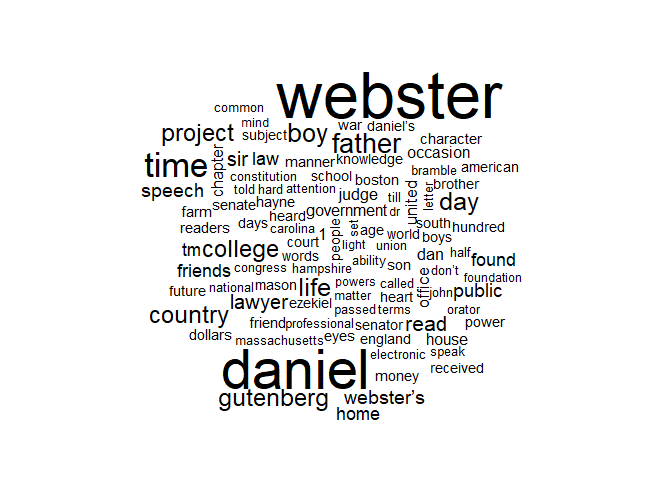 webster
common
mind
war daniel's
project subject boy father character
time chapter sir law manner knowledge occasion
constitution school boston bramble american
speech told hard attention judge till united letter brother day
farm senate hayne government dr
readers days heard carolina 1 people set age world south hundred
tm college court light union boys
words dan half found
friends congress hampshire ability son don't foundation
future national mason life powers called office john public
lawyer ezekiel matter heart orator
country passed terms
friend professional senator read power
dollars massachusetts eyes england house
daniel electronic speak
money received
gutenberg webster's
home